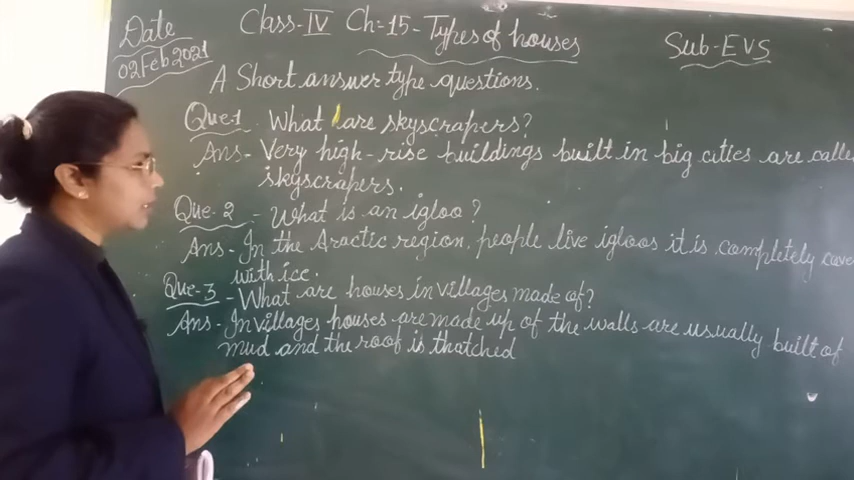 Date
02Feb2021
Class-IV Ch:15-Types of houses
Sub-EVS
A Short answer type questions.
Que.1 What are skyscrapers?
Ans- Very high-rise buildings built in big cities are calle
skyscrapers.
Que.2 - What is an igloo?
Ans- In the Aractic region, people live igloos it is completely cove
with ice.
Que-3 - What are houses in villages made of?
Ans- In villages houses are made up of the walls are usually built of
mud and the roof is thatched